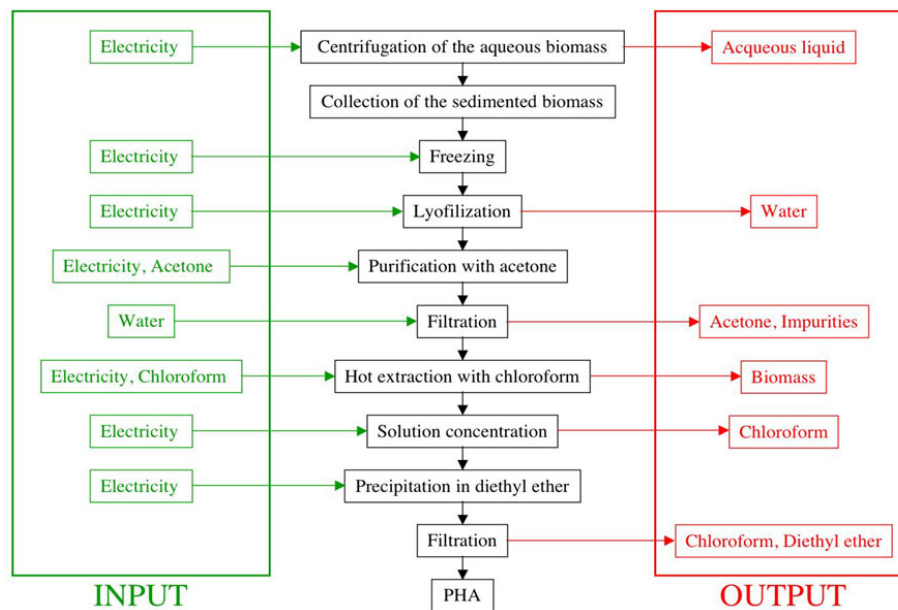 Electricity
Centrifugation of the aqueous biomass
Acqueous liquid
Collection of the sedimented biomass
Electricity
Freezing
Electricity
Lyofilization
Water
Electricity, Acetone
Purification with acetone
Water
Filtration
Acetone, Impurities
Electricity, Chloroform
Hot extraction with chloroform
Biomass
Electricity
Solution concentration
Chloroform
Electricity
Precipitation in diethyl ether
Filtration
Chloroform, Diethyl ether
INPUT
PHA
OUTPUT